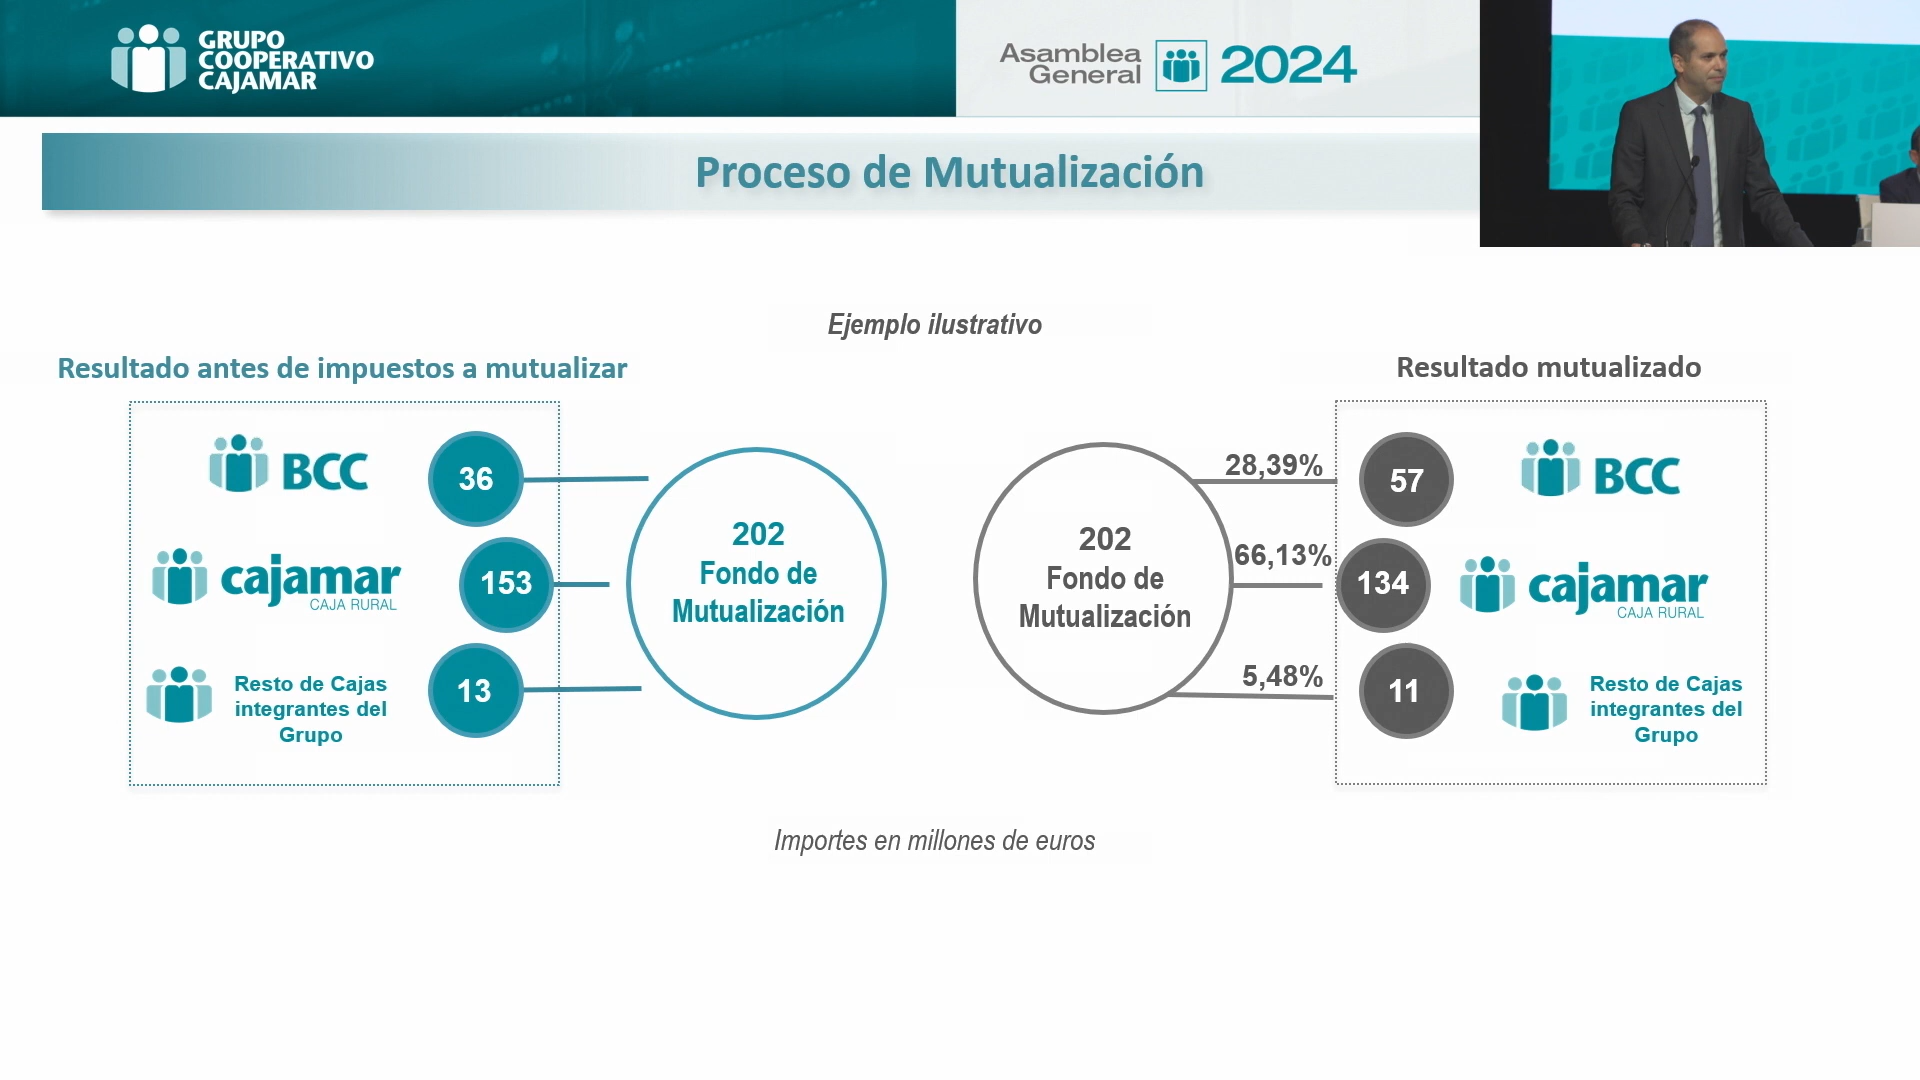 GRUPO
COOPERATIVO
CAJAMAR
Asamblea
General
2024
Proceso de Mutualización
Ejemplo ilustrativo
Resultado antes de impuestos a mutualizar
BCC
36
cajamar
CAJA RURAL
153
Resto de Cajas
integrantes del
Grupo
13
202
Fondo de
Mutualización
Resultado mutualizado
202
Fondo de
Mutualización
28,39%
57
BCC
66,13%
134
cajamar
CAJA RURAL
5,48%
11
Resto de Cajas
integrantes del
Grupo
Importes en millones de euros